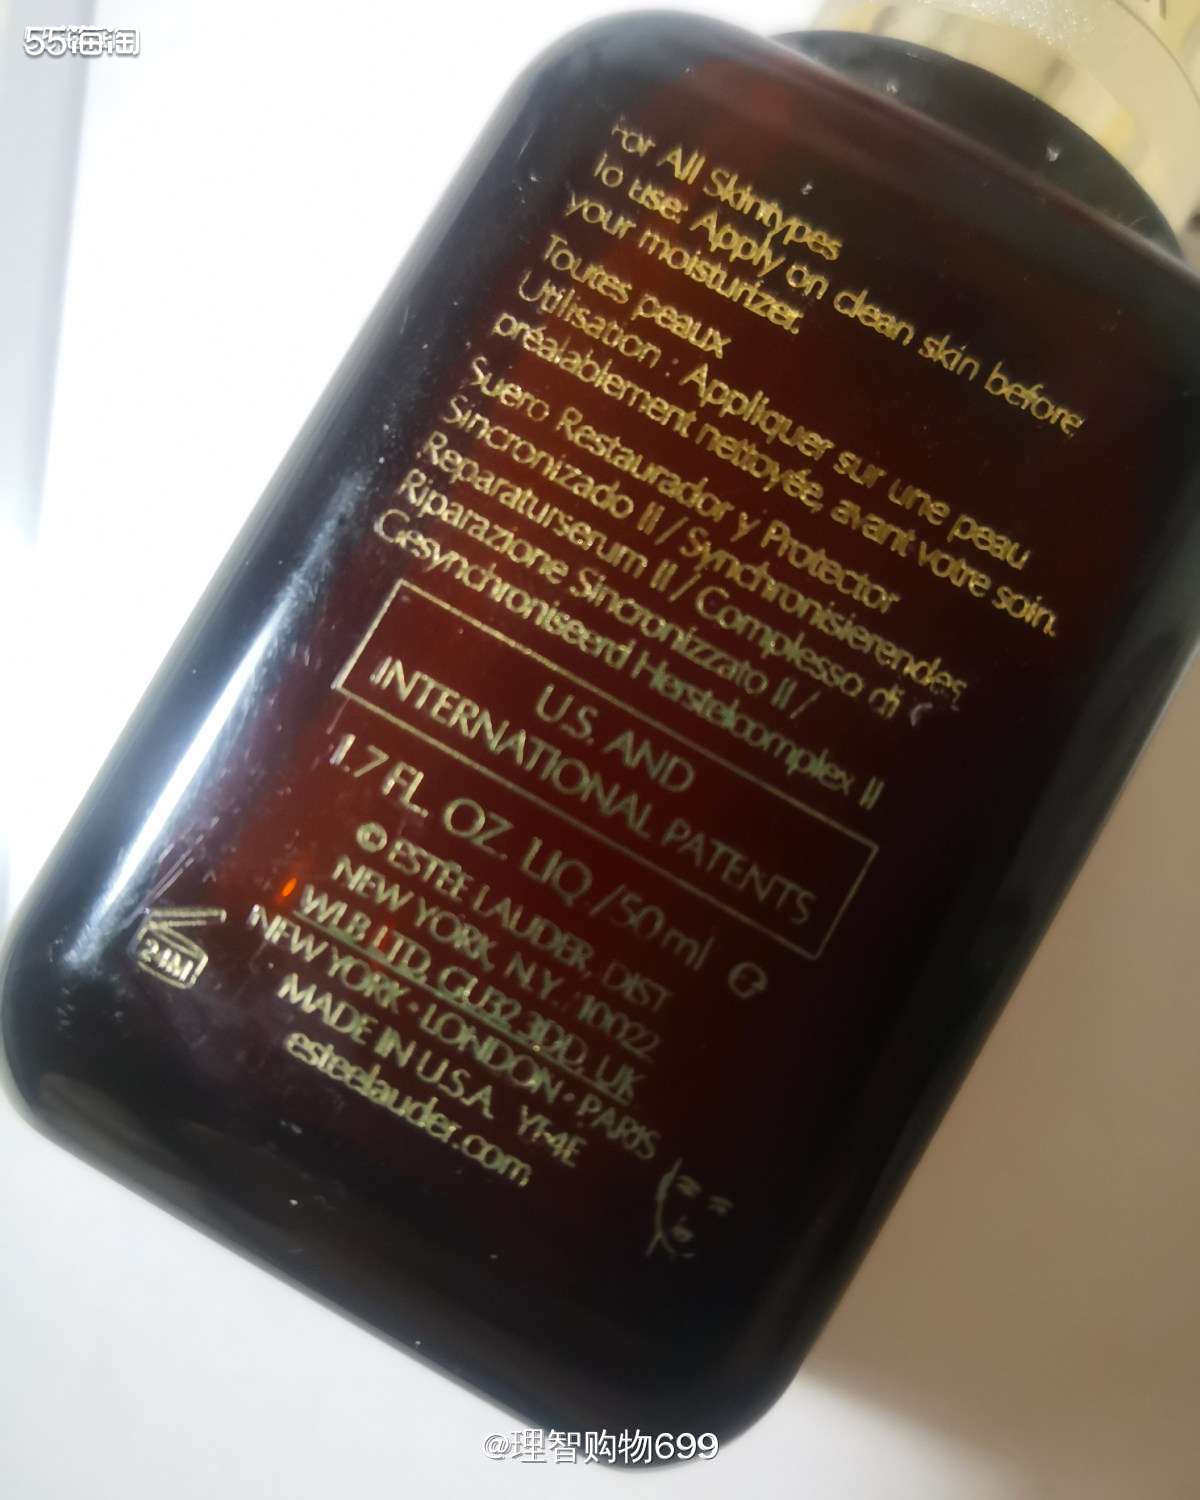 55海淘
For All Skintypes
To use: Apply on clean skin before
your moisturizer.
Toutes peaux
Utilisation : Appliquer sur une peau
préalablement nettoyée, avant votre soin.
Suero Restaurador y Protector
Sincronizado II / Synchronisierendes
Reparaturserum II / Complesso di
Riparazione Sincronizzato II /
Gesynchroniseerd Herstelcomplex II
U.S. AND
INTERNATIONAL PATENTS
1.7 FL. OZ. LIQ./50 ml ℮
© ESTĒE LAUDER, DIST
NEW YORK, N.Y. 10022
WLB LTD, GU32 3DD, UK
NEW YORK · LONDON · PARIS
MADE IN U.S.A.
esteelauder.com
24M
@理智购物699